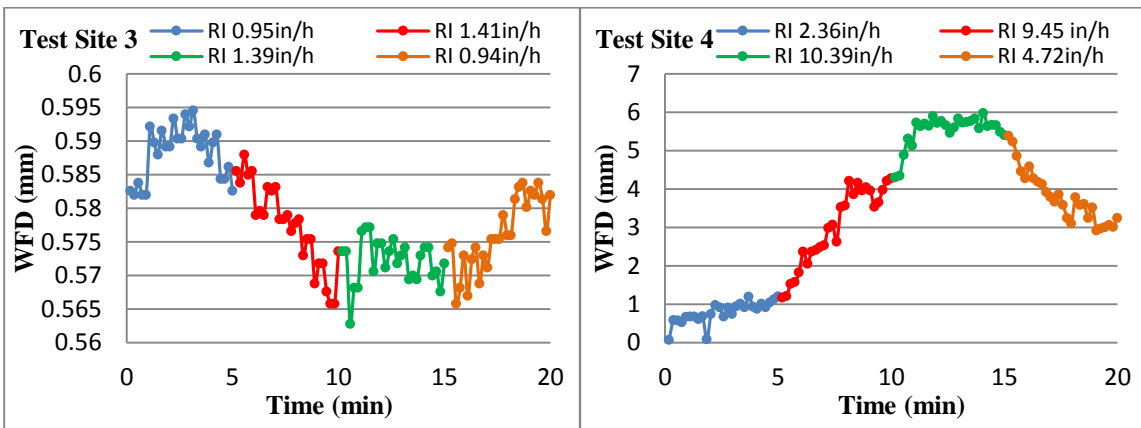 Test Site 3
RI 0.95in/h
RI 1.41in/h
RI 1.39in/h
RI 0.94in/h
WFD (mm)
0.6
0.595
0.59
0.585
0.58
0.575
0.57
0.565
0.56
0
5
10
15
20
Time (min)
Test Site 4
RI 2.36in/h
RI 9.45 in/h
RI 10.39in/h
RI 4.72in/h
WFD (mm)
7
6
5
4
3
2
1
0
0
5
10
15
20
Time (min)